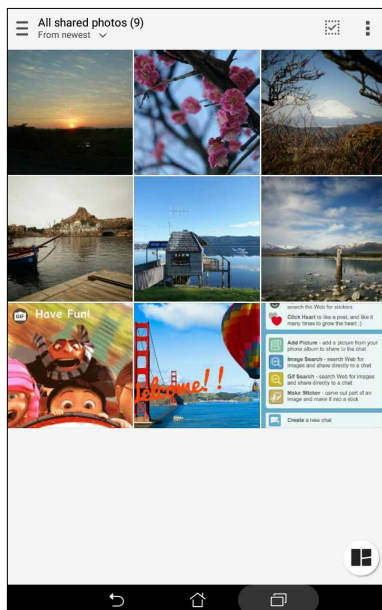 All shared photos (9)
From newest
GIF
Have Fun!
Welcome! !
search the Web for stickers
Click Heart to like a post, and like it
many times to grow the heart :)
Add Picture - add a picture from your
phone album to share to the chat
Image Search - search Web for
images and share directly to a chat
Gif Search - search Web for images
and share directly to a chat
Make Sticker - carve out part of an
image and make it into a stick
Create a new chat